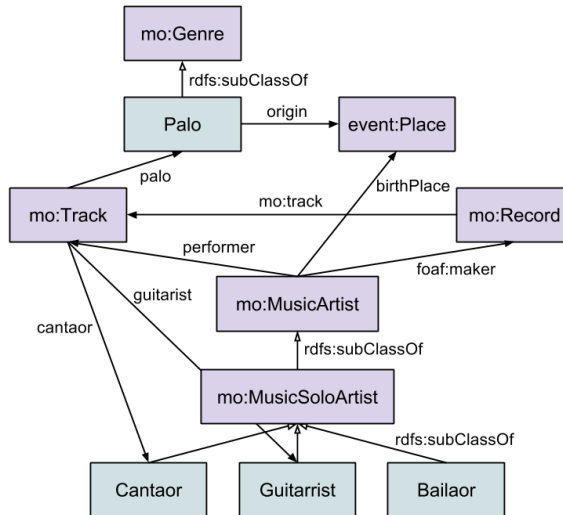 mo:Genre
rdfs:subClassOf
Palo
origin
event:Place
palo
birthPlace
mo:Track
mo:track
mo:Record
performer
foaf:maker
guitarist
mo:MusicArtist
cantaor
rdfs:subClassOf
mo:MusicSoloArtist
rdfs:subClassOf
Cantaor
Guitarrist
Bailaor